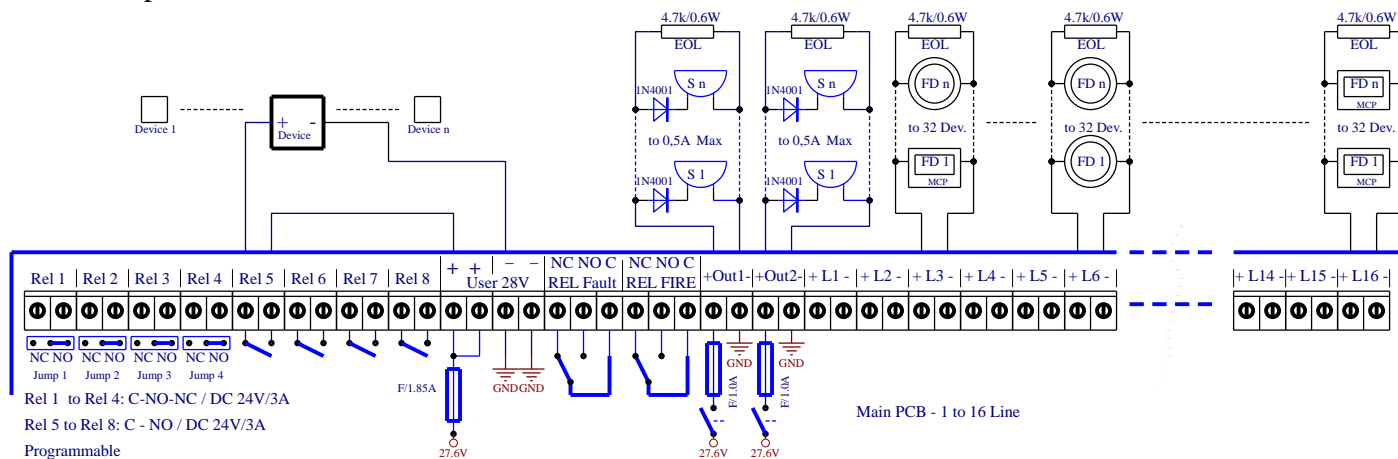 4.7k/0.6W 4.7k/0.6W 4.7k/0.6W 4.7k/0.6W 4.7k/0.6W
EOL EOL EOL EOL EOL
S n S n FD n FD n FD n
1N4001 1N4001 MCP
Device 1 + - Device Device n
to 0,5A Max to 0,5A Max to 32 Dev. to 32 Dev. to 32 Dev.
S 1 S 1 FD 1 FD 1 FD 1
1N4001 1N4001 MCP MCP
Rel 1 Rel 2 Rel 3 Rel 4 Rel 5 Rel 6 Rel 7 Rel 8 + + − − NC NO C NC NO C +Out1- +Out2- + L1 - + L2 - + L3 - + L4 - + L5 - + L6 - + L14 - + L15 - + L16 -
User 28V REL Fault REL FIRE
NC NO NC NO NC NO NC NO
Jump 1 Jump 2 Jump 3 Jump 4
GND GND
GND GND
F/1.85A F/1.0A F/1.0A
Rel 1 to Rel 4: C-NO-NC / DC 24V/3A
Main PCB - 1 to 16 Line
Rel 5 to Rel 8: C - NO / DC 24V/3A
Programmable
27.6V 27.6V 27.6V